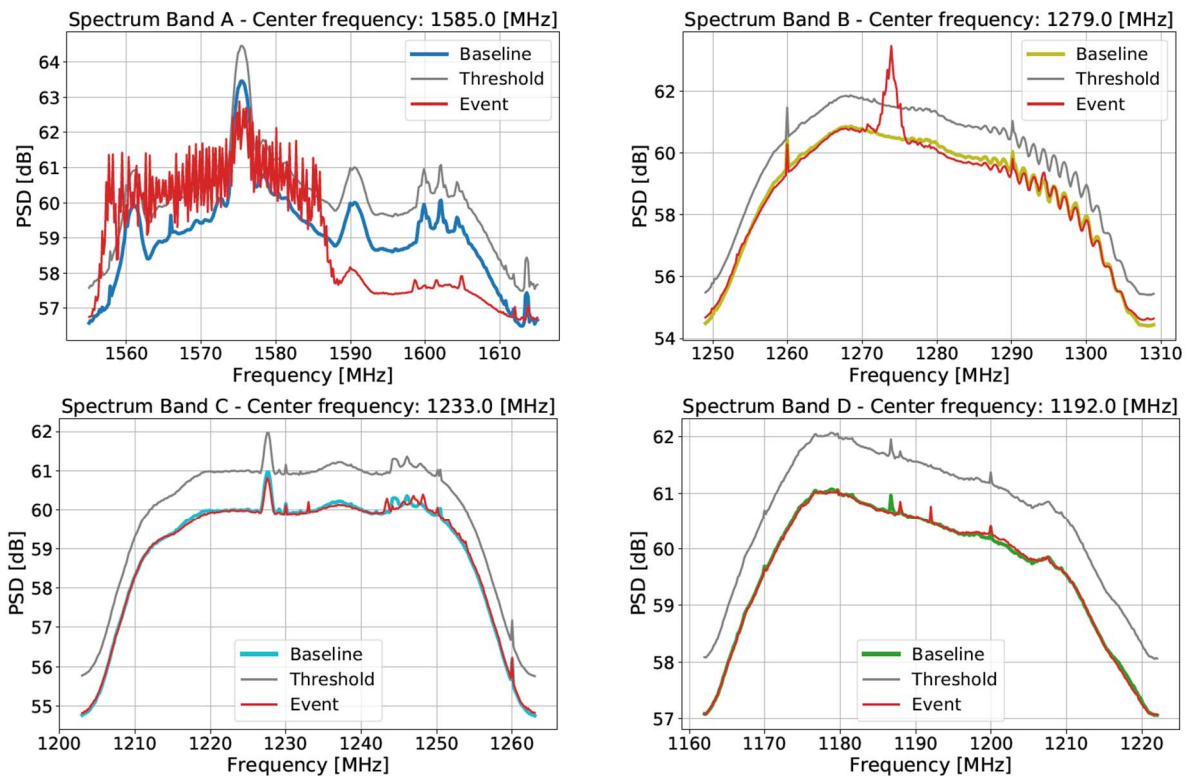 Spectrum Band A - Center frequency: 1585.0 [MHz]
PSD [dB]
64
63
62
61
60
59
58
57
Baseline
Threshold
Event
1560 1570 1580 1590 1600 1610
Frequency [MHz]
Spectrum Band B - Center frequency: 1279.0 [MHz]
PSD [dB]
62
60
58
56
54
Baseline
Threshold
Event
1250 1260 1270 1280 1290 1300 1310
Frequency [MHz]
Spectrum Band C - Center frequency: 1233.0 [MHz]
PSD [dB]
62
61
60
59
58
57
56
55
Baseline
Threshold
Event
1200 1210 1220 1230 1240 1250 1260
Frequency [MHz]
Spectrum Band D - Center frequency: 1192.0 [MHz]
PSD [dB]
62
61
60
59
58
57
Baseline
Threshold
Event
1160 1170 1180 1190 1200 1210 1220
Frequency [MHz]